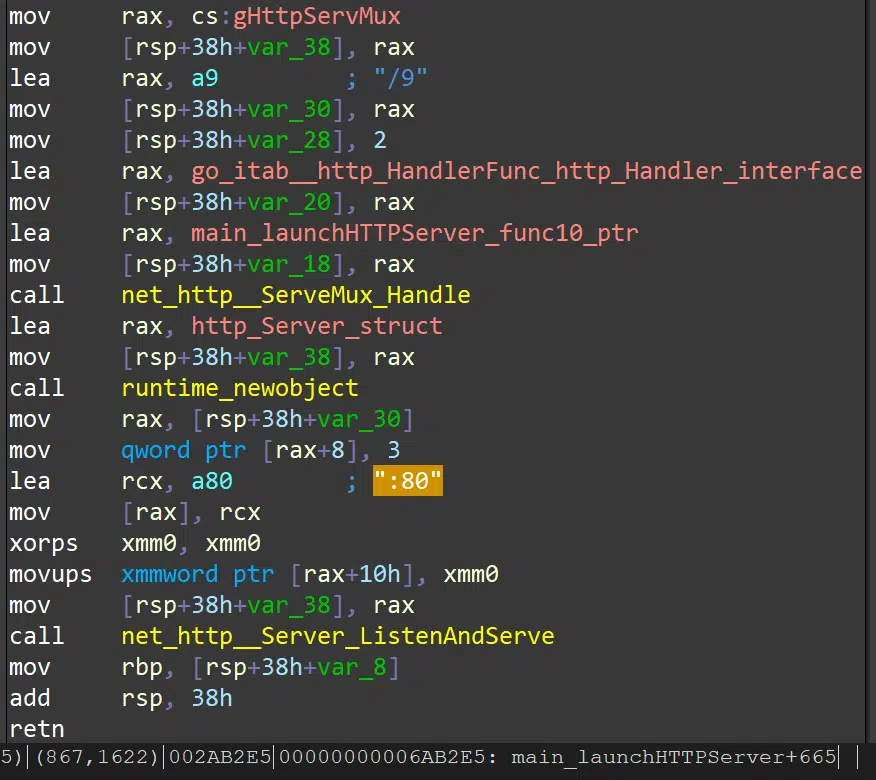 mov rax, cs:gHttpServMux
mov [rsp+38h+var_38], rax
lea rax, a9 ; "/9"
mov [rsp+38h+var_30], rax
mov [rsp+38h+var_28], 2
lea rax, go_itab__http_HandlerFunc_http_Handler_interface
mov [rsp+38h+var_20], rax
lea rax, main_launchHTTPServer_func10_ptr
mov [rsp+38h+var_18], rax
call net_http__ServeMux_Handle
lea rax, http_Server_struct
mov [rsp+38h+var_38], rax
call runtime_newobject
mov rax, [rsp+38h+var_30]
mov qword ptr [rax+8], 3
lea rcx, a80 ; ":80"
mov [rax], rcx
xorps xmm0, xmm0
movups xmmword ptr [rax+10h], xmm0
mov [rsp+38h+var_38], rax
call net_http__Server_ListenAndServe
mov rbp, [rsp+38h+var_8]
add rsp, 38h
retn
5)|(867,1622)|002AB2E5|00000000006AB2E5: main_launchHTTPServer+665| |